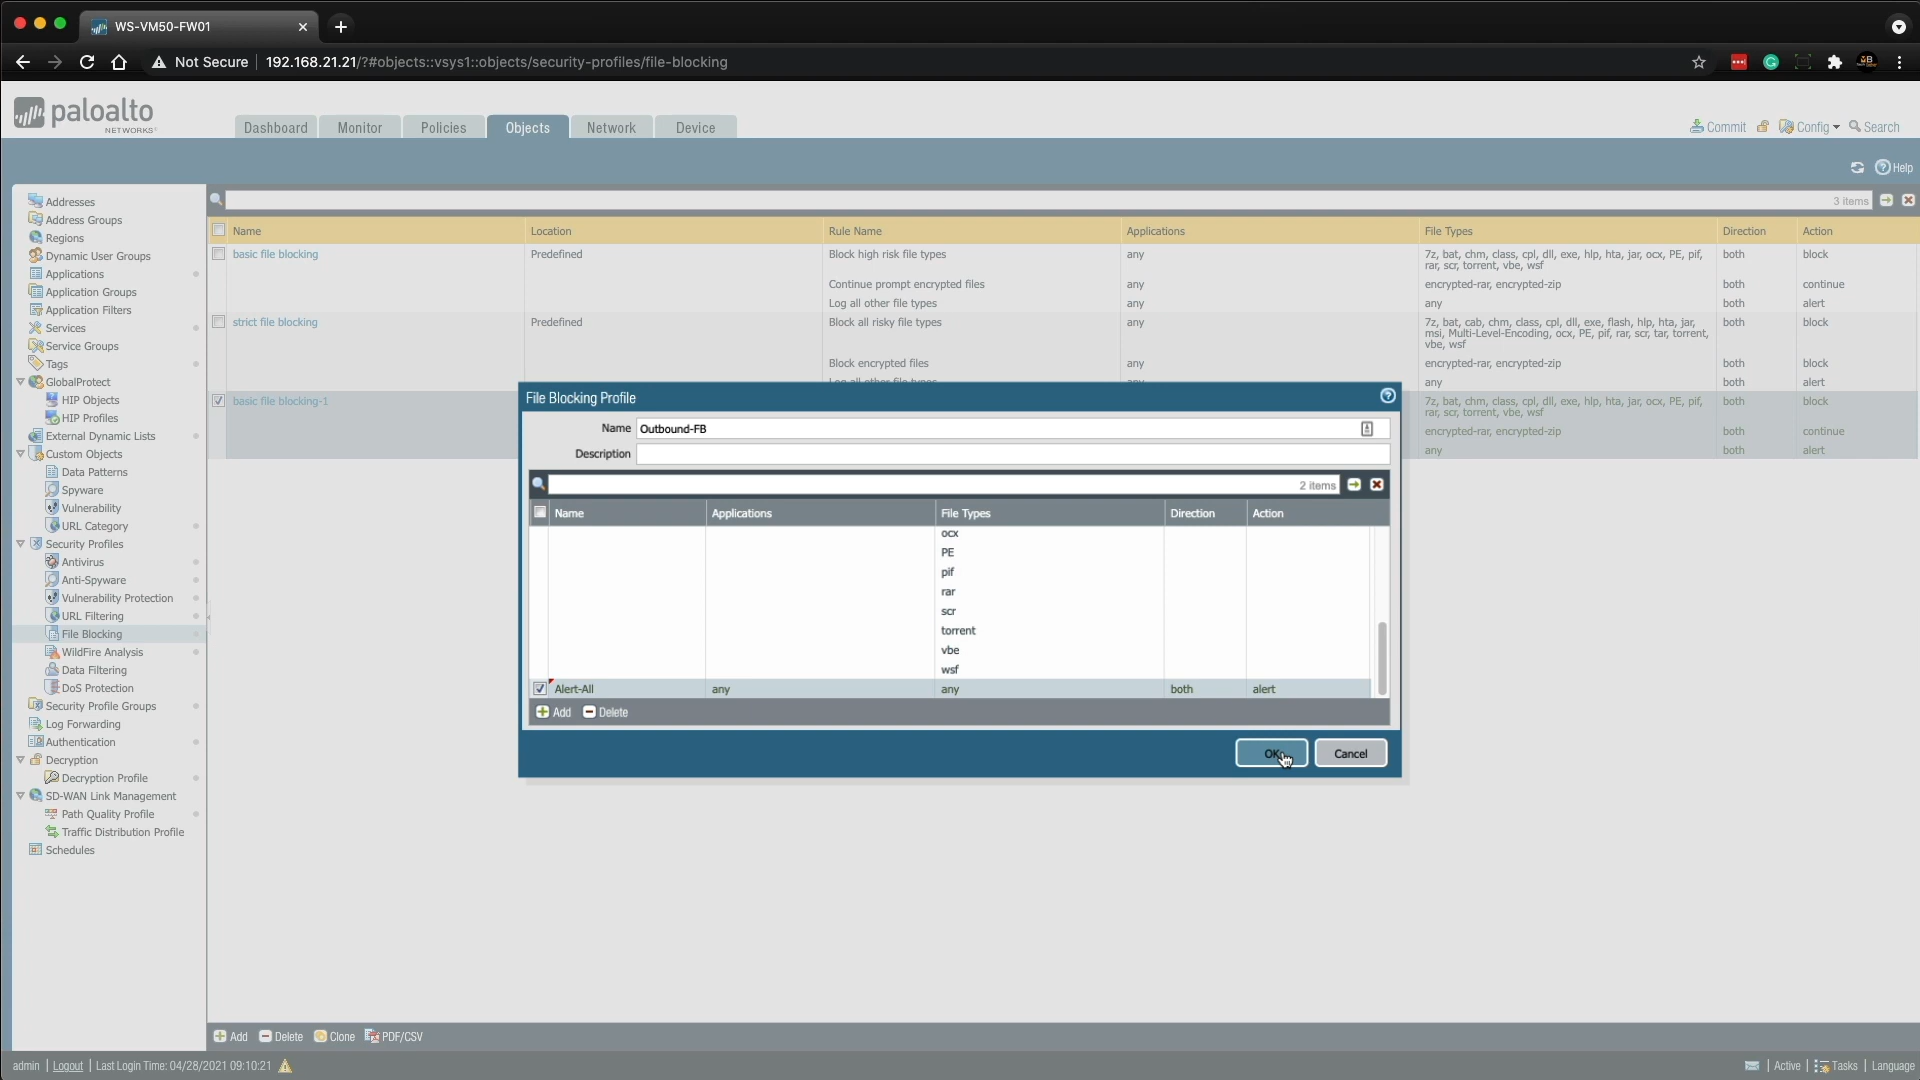 WS-VM50-FW01
Not Secure
192.168.21.21/?#objects::vsys1::objects/security-profiles/file-blocking
paloalto
NETWORKS
Dashboard
Monitor
Policies
Objects
Network
Device
Commit
Config
Search
Help
Addresses
Address Groups
Regions
Dynamic User Groups
Applications
Application Groups
Application Filters
Services
Service Groups
Tags
GlobalProtect
HIP Objects
HIP Profiles
External Dynamic Lists
Custom Objects
Data Patterns
Spyware
Vulnerability
URL Category
Security Profiles
Antivirus
Anti-Spyware
Vulnerability Protection
URL Filtering
File Blocking
WildFire Analysis
Data Filtering
DoS Protection
Security Profile Groups
Log Forwarding
Authentication
Decryption
Decryption Profile
SD-WAN Link Management
Path Quality Profile
Traffic Distribution Profile
Schedules
3 items
Name Location Rule Name Applications File Types Direction Action
basic file blocking Predefined Block high risk file types any 7z, bat, chm, class, cpl, dll, exe, hlp, hta, jar, ocx, PE, pif, both block
rar, scr, torrent, vbe, wsf
Continue prompt encrypted files any encrypted-rar, encrypted-zip both continue
Log all other file types any any both alert
strict file blocking Predefined Block all risky file types any 7z, bat, cab, chm, class, cpl, dll, exe, flash, hlp, hta, jar, both block
msi, Multi-Level-Encoding, ocx, PE, pif, rar, scr, tar, torrent,
vbe, wsf
Block encrypted files any encrypted-rar, encrypted-zip both block
Log all other file types any any both alert
basic file blocking-1 7z, bat, chm, class, cpl, dll, exe, hlp, hta, jar, ocx, PE, pif, both block
rar, scr, torrent, vbe, wsf
encrypted-rar, encrypted-zip both continue
any both alert
File Blocking Profile
Name Outbound-FB
Description
2 items
Name Applications File Types Direction Action
ocx
PE
pif
rar
scr
torrent
vbe
wsf
Alert-All any any both alert
Add Delete
OK Cancel
Add Delete Clone PDF/CSV
admin | Logout | Last Login Time: 04/28/2021 09:10:21
| Active | Tasks | Language